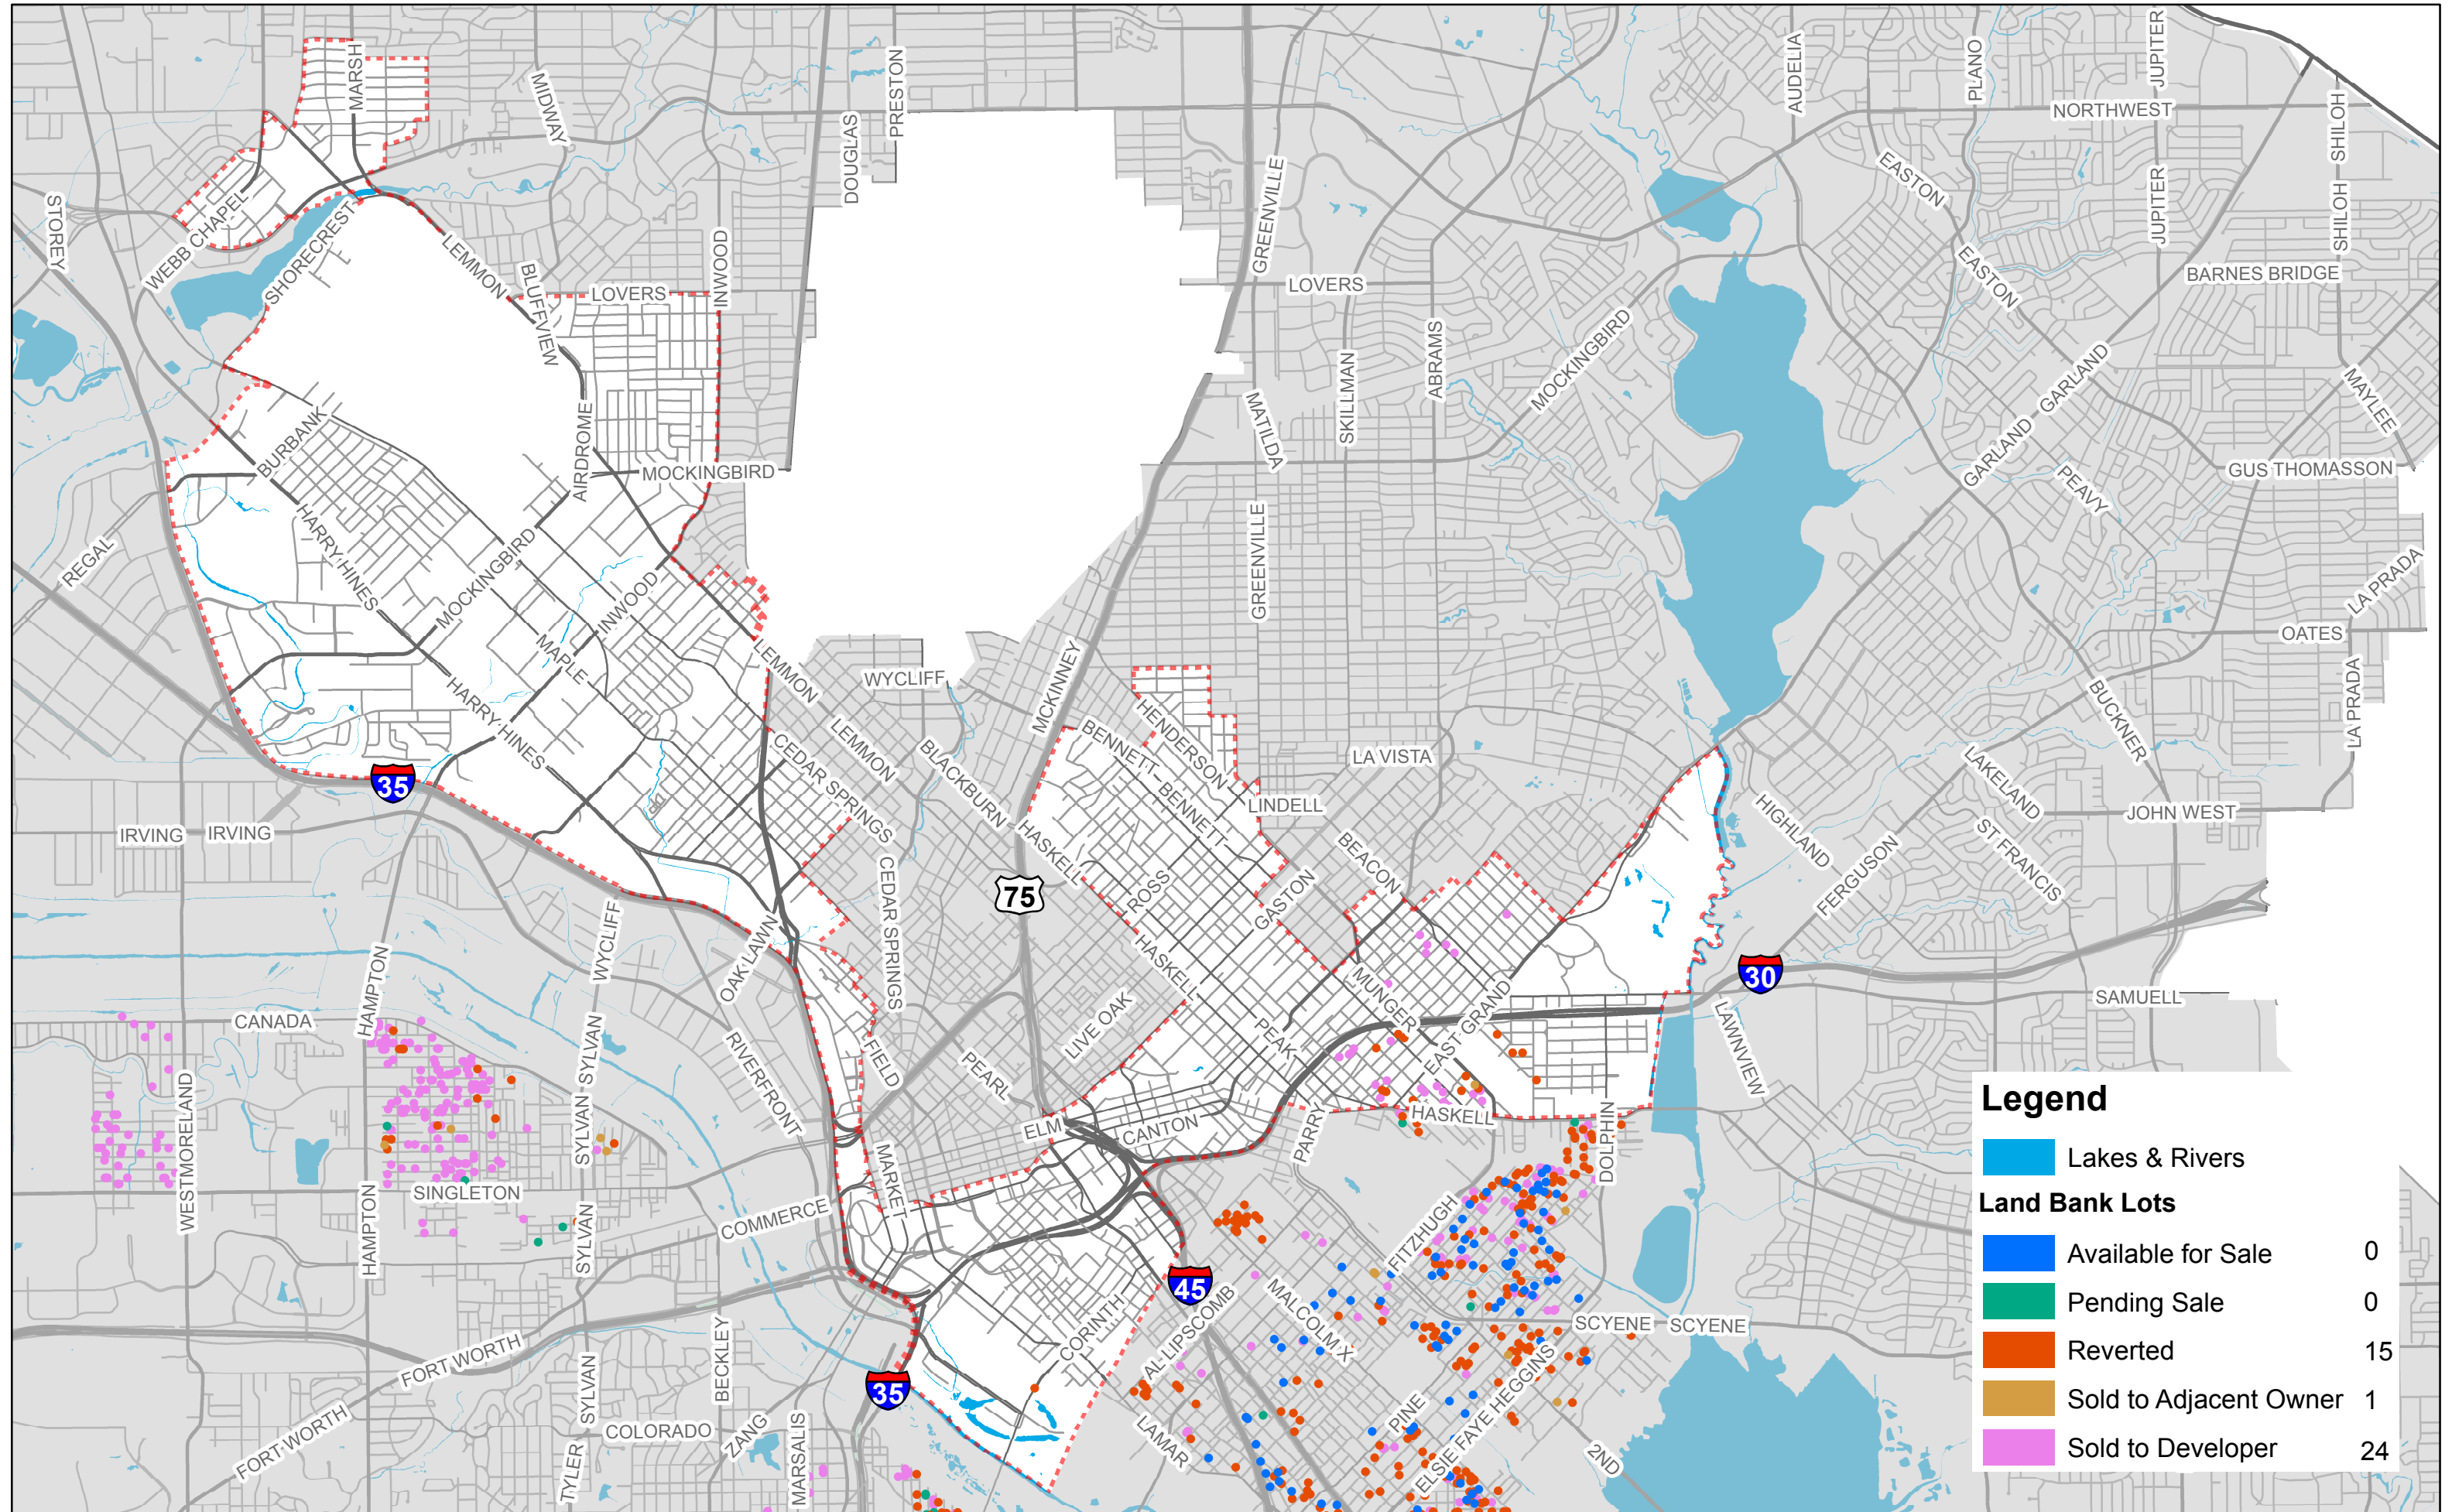 MARSH
MIDWAY
DOUGLAS
PRESTON
GREENVILLE
AUDELIA
PLANO
JUPITER
NORTHWEST
SHILOH
EASTON
JUPITER
SHILOH
STOREY
WEBB CHAPEL
SHORECREST
LEMMON
BLUFFVIEW
LOVERS
INWOOD
LOVERS
EASTON
BARNES BRIDGE
ABRAMS
SKILLMAN
MOCKINGBIRD
MATILDA
GARLAND
GARLAND
MAYLEE
BURBANK
AIRDROME
MOCKINGBIRD
GUS THOMASSON
PEAVY
HARRY HINES
REGAL
MOCKINGBIRD
INWOOD
GREENVILLE
LA PRADA
OATES
MAPLE
LEMMON
WYCLIFF
MCKINNEY
HENDERSON
BENNETT
BENNETT
LA PRADA
BUCKNER
HARRY HINES
CEDAR SPRINGS
LEMMON
BLACKBURN
LA VISTA
LINDELL
LAKELAND
JOHN WEST
35
IRVING
IRVING
HASKELL
BEACON
HIGHLAND
ST FRANCIS
FERGUSON
75
CEDAR SPRINGS
ROSS
GASTON
WYCLIFF
OAK LAWN
HASKELL
MUNGER
30
SAMUELL
HAMPTON
CANADA
SYLVAN
RIVERFRONT
FIELD
PEARL
LIVE OAK
PEAK
EAST GRAND
LAWNVIEW
WESTMORELAND
SYLVAN
ELM
CANTON
PARRY
HASKELL
DOLPHIN
SINGLETON
HAMPTON
SYLVAN
COMMERCE
MARKET
FITZHUGH
45
CORINTH
AL LIPSCOMB
MALCOLM X
SCYENE
SCYENE
FORT WORTH
FORT WORTH
SYLVAN
BECKLEY
35
COLORADO
ZANG
MARSALIS
TYLER
LAMAR
PINE
ELSIE FAYE HEGGINS
2ND
Legend
Lakes & Rivers
Land Bank Lots
Available for Sale 0
Pending Sale 0
Reverted 15
Sold to Adjacent Owner 1
Sold to Developer 24